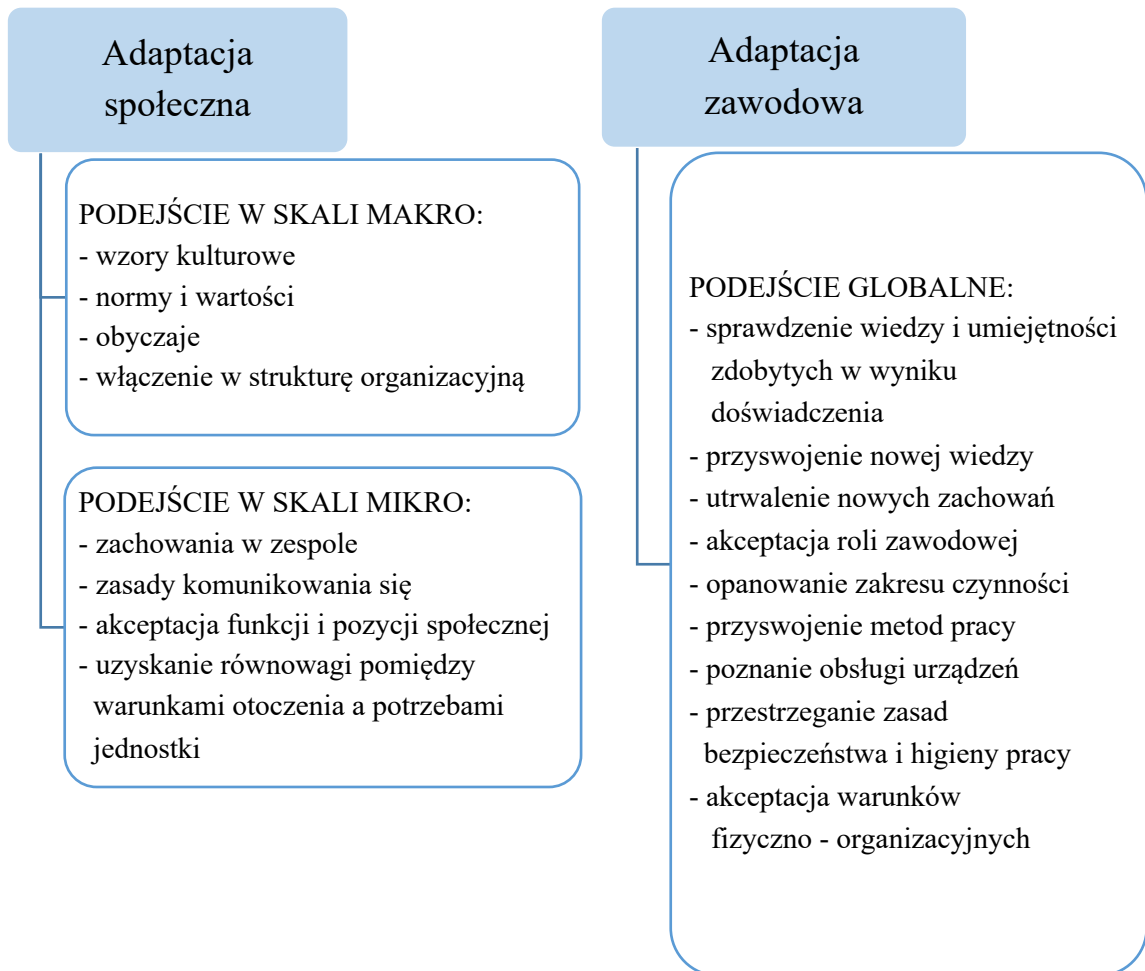 Adaptacja
społeczna
PODEJŚCIE W SKALI MAKRO:
- wzory kulturowe
- normy i wartości
- obyczaje
- włączenie w strukturę organizacyjną
PODEJŚCIE W SKALI MIKRO:
- zachowania w zespole
- zasady komunikowania się
- akceptacja funkcji i pozycji społecznej
- uzyskanie równowagi pomiędzy
warunkami otoczenia a potrzebami
jednostki
Adaptacja
zawodowa
PODEJŚCIE GLOBALNE:
- sprawdzenie wiedzy i umiejętności
zdobytych w wyniku
doświadczenia
- przyswojenie nowej wiedzy
- utrwalenie nowych zachowań
- akceptacja roli zawodowej
- opanowanie zakresu czynności
- przyswojenie metod pracy
- poznanie obsługi urządzeń
- przestrzeganie zasad
bezpieczeństwa i higieny pracy
- akceptacja warunków
fizyczno - organizacyjnych